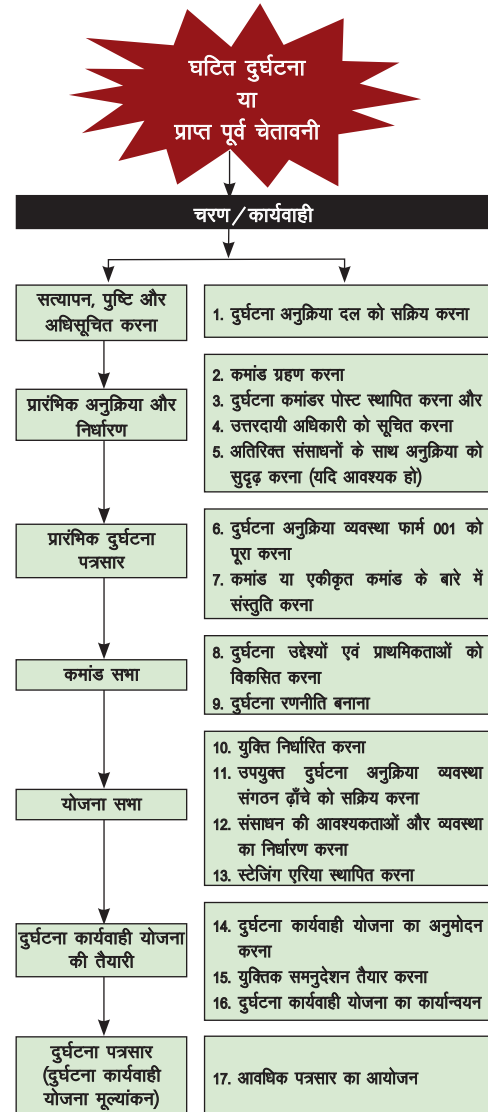 घटित दुर्घटना
या
प्राप्त पूर्व चेतावनी
चरण/कार्यवाही
सत्यापन, पुष्टि और
अधिसूचित करना
1. दुर्घटना अनुक्रिया दल को सक्रिय करना
प्रारंभिक अनुक्रिया और
निर्धारण
2. कमांड ग्रहण करना
3. दुर्घटना कमांडर पोस्ट स्थापित करना और
4. उत्तरदायी अधिकारी को सूचित करना
5. अतिरिक्त संसाधनों के साथ अनुक्रिया को
सुदृढ़ करना (यदि आवश्यक हो)
प्रारंभिक दुर्घटना
पत्रसार
6. दुर्घटना अनुक्रिया व्यवस्था फार्म 001 को
पूरा करना
7. कमांड या एकीकृत कमांड के बारे में
संस्तुति करना
कमांड सभा
8. दुर्घटना उद्देश्यों एवं प्राथमिकताओं को
विकसित करना
9. दुर्घटना रणनीति बनाना
योजना सभा
10. युक्ति निर्धारित करना
11. उपयुक्त दुर्घटना अनुक्रिया व्यवस्था
संगठन ढ़ाँचे को सक्रिय करना
12. संसाधन की आवश्यकताओं और व्यवस्था
का निर्धारण करना
13. स्टेजिंग एरिया स्थापित करना
दुर्घटना कार्यवाही योजना
की तैयारी
14. दुर्घटना कार्यवाही योजना का अनुमोदन
करना
15. युक्तिक समनुदेशन तैयार करना
16. दुर्घटना कार्यवाही योजना का कार्यान्वयन
दुर्घटना पत्रसार
(दुर्घटना कार्यवाही
योजना मूल्यांकन)
17. आवधिक पत्रसार का आयोजन